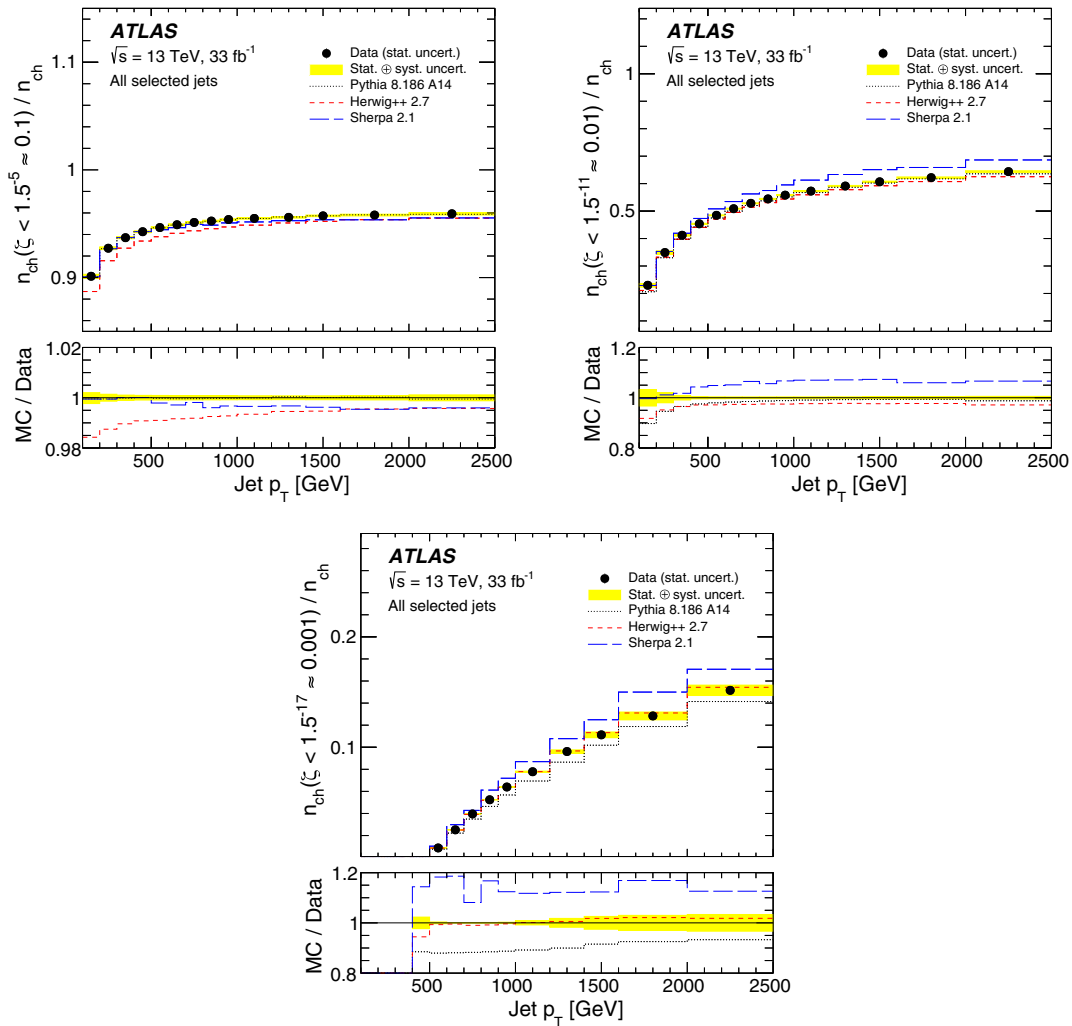 ATLAS
√s = 13 TeV, 33 fb⁻¹
All selected jets
Data (stat. uncert.)
Stat. ⊕ syst. uncert.
Pythia 8.186 A14
Herwig++ 2.7
Sherpa 2.1
n_ch(ζ < 1.5⁻⁵ ≈ 0.1) / n_ch
1.1
1
0.9
MC / Data
1.02
1
0.98
500 1000 1500 2000 2500
Jet p_T [GeV]
ATLAS
√s = 13 TeV, 33 fb⁻¹
All selected jets
Data (stat. uncert.)
Stat. ⊕ syst. uncert.
Pythia 8.186 A14
Herwig++ 2.7
Sherpa 2.1
n_ch(ζ < 1.5⁻¹¹ ≈ 0.01) / n_ch
1
0.5
MC / Data
1.2
1
0.8
500 1000 1500 2000 2500
Jet p_T [GeV]
ATLAS
√s = 13 TeV, 33 fb⁻¹
All selected jets
Data (stat. uncert.)
Stat. ⊕ syst. uncert.
Pythia 8.186 A14
Herwig++ 2.7
Sherpa 2.1
n_ch(ζ < 1.5⁻¹⁷ ≈ 0.001) / n_ch
0.2
0.1
MC / Data
1.2
1
0.8
500 1000 1500 2000 2500
Jet p_T [GeV]